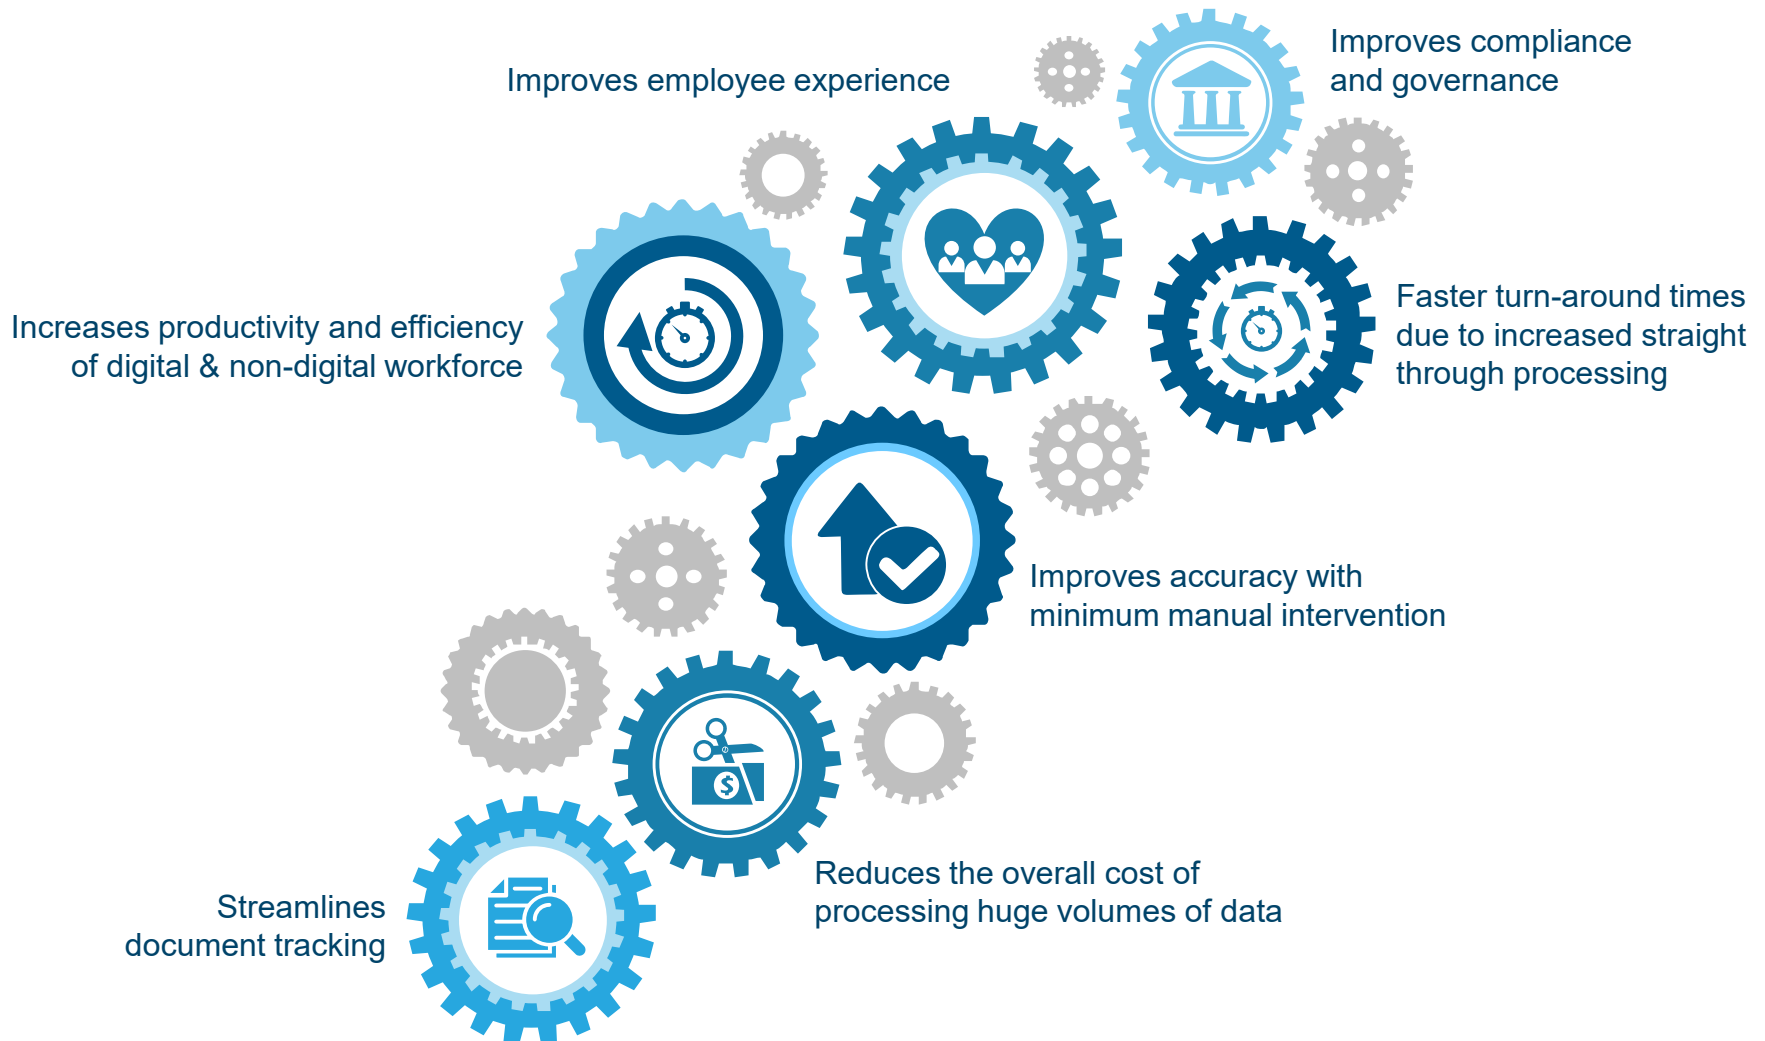 Improves compliance
and governance
Improves employee experience
Faster turn-around times
due to increased straight
through processing
Increases productivity and efficiency
of digital & non-digital workforce
Improves accuracy with
minimum manual intervention
$
Reduces the overall cost of
processing huge volumes of data
Streamlines
document tracking